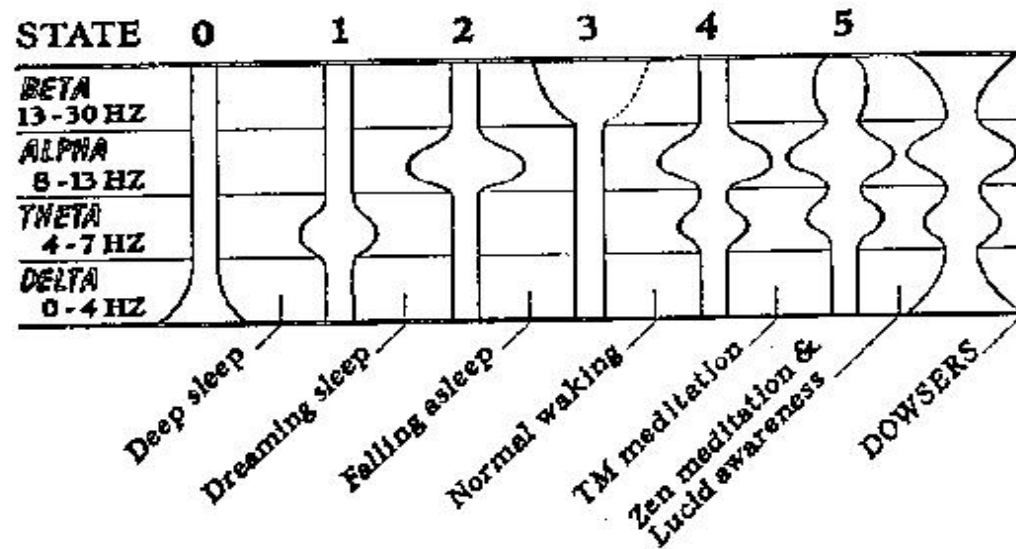 STATE 0 1 2 3 4 5
BETA
13-30 HZ
ALPHA
8-13 HZ
THETA
4-7 HZ
DELTA
0-4 HZ
Deep sleep
Dreaming sleep
Falling asleep
Normal waking
TM meditation
Zen meditation &
Lucid awareness
DOWSERS